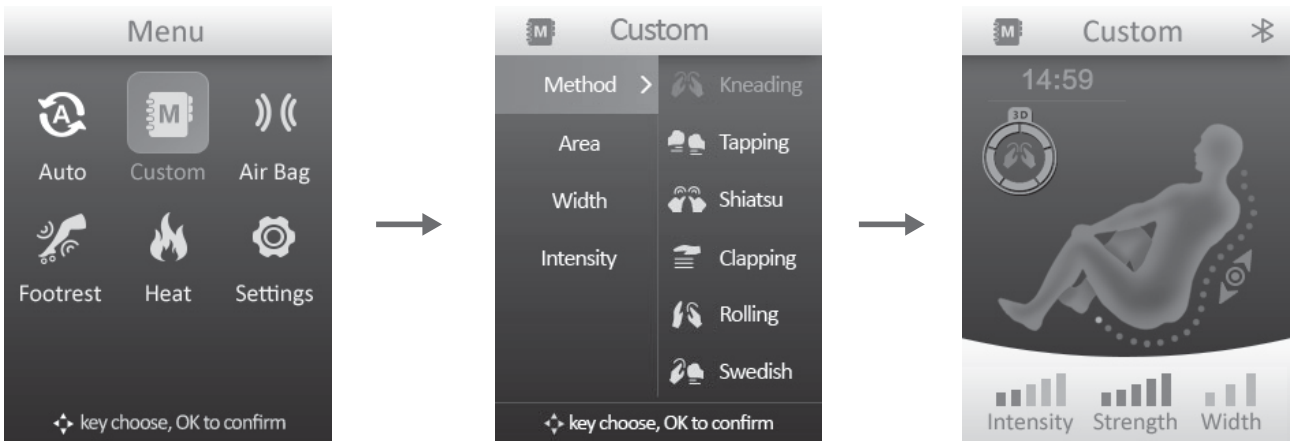 Menu
A
M
Auto
Custom
Air Bag
Footrest
Heat
Settings
key choose, OK to confirm
M
Custom
Method >
Kneading
Area
Tapping
Width
Shiatsu
Intensity
Clapping
Rolling
Swedish
key choose, OK to confirm
M
Custom
14:59
3D
Intensity
Strength
Width